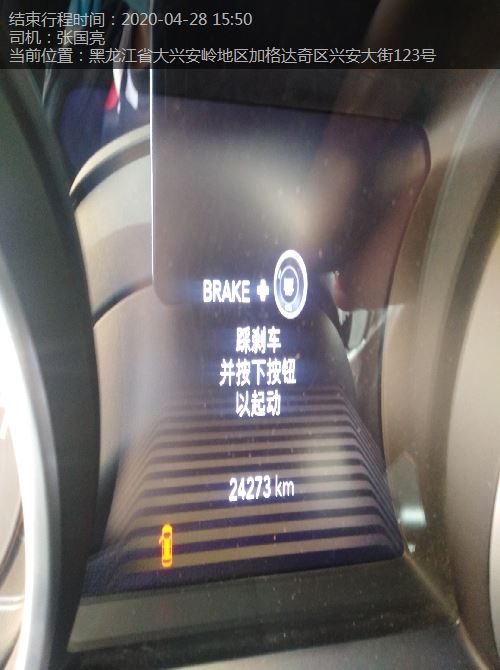 结束行程时间：2020-04-28 15:50
司机：张国亮
当前位置：黑龙江省大兴安岭地区加格达奇区兴安大街123号
BRAKE +
踩刹车
并按下按钮
以起动
24273 km